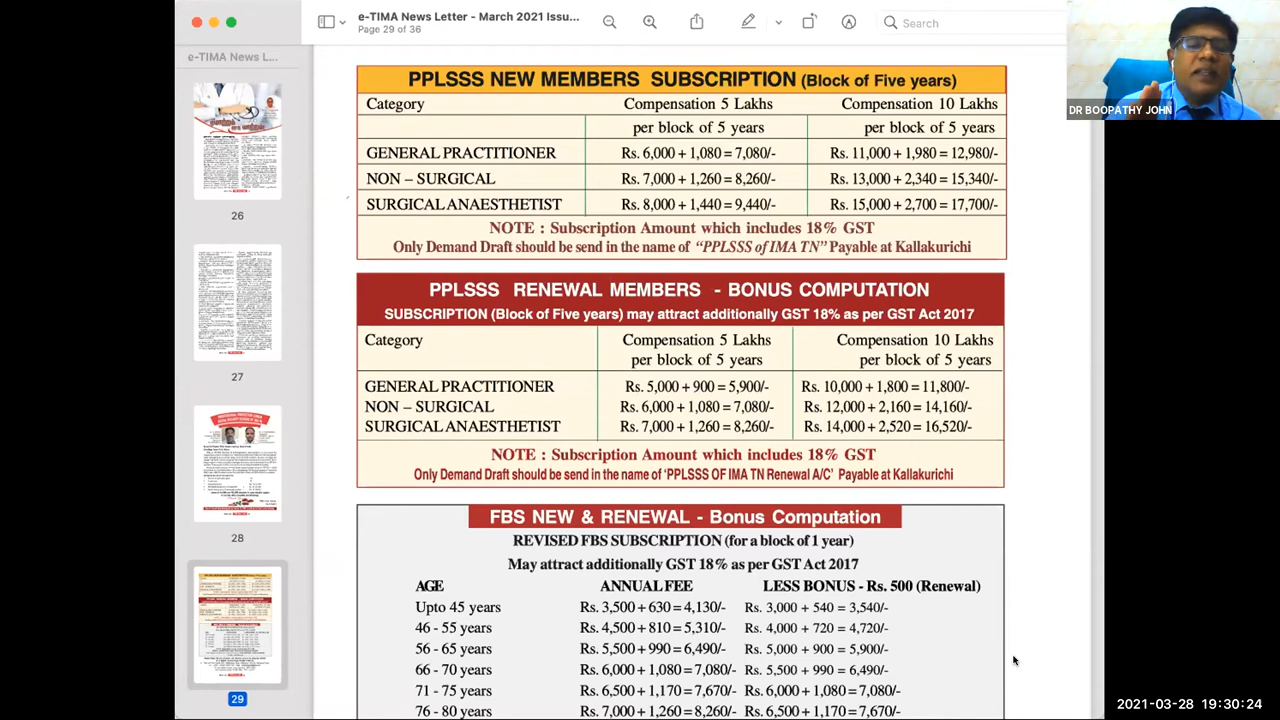 e-TIMA News Letter - March 2021 Issu...
Page 29 of 36
Search
e-TIMA News L...
26
27
28
29
PPLSSS NEW MEMBERS SUBSCRIPTION (Block of Five years)
Category Compensation 5 Lakhs Compensation 10 Lakhs
per block of 5 years per block of 5 years
GENERAL PRACTITIONER Rs. 6,000 + 1,080 = 7,080/- Rs. 11,000 + 1,980 = 12,980/-
NON – SURGICAL Rs. 7,000 + 1,260 = 8,260/- Rs. 13,000 + 2,340 = 15,340/-
SURGICAL ANAESTHETIST Rs. 8,000 + 1,440 = 9,440/- Rs. 15,000 + 2,700 = 17,700/-
NOTE : Subscription Amount which includes 18% GST
Only Demand Draft should be send in the name of “PPLSSS of IMA TN” Payable at Kallakurichi
PPLSSS RENEWAL MEMBERS - BONUS COMPUTATION
SUBSCRIPTION (Block of Five years) may attract additionally GST 18% as per GST Act 2017
Category Compensation 5 Lakhs Compensation 10 Lakhs
per block of 5 years per block of 5 years
GENERAL PRACTITIONER Rs. 5,000 + 900 = 5,900/- Rs. 10,000 + 1,800 = 11,800/-
NON – SURGICAL Rs. 6,000 + 1.080 = 7,080/- Rs. 12,000 + 2,160 = 14,160/-
SURGICAL ANAESTHETIST Rs. 7,000 + 1,260 = 8,260/- Rs. 14,000 + 2,520 = 16,520/-
NOTE : Subscription Amount which includes 18% GST
Only Demand Draft should be send in the name of "PPLSSS OF IMA TN Renewal A/C" Payable at Kallakurichi
FBS NEW & RENEWAL - Bonus Computation
REVISED FBS SUBSCRIPTION (for a block of 1 year)
May attract additionally GST 18% as per GST Act 2017
AGE ANNUAL FEE LESS BONUS : Rs. 500 (Renewal)
Upto 45 years Rs. 3,500 + 630 = 4,130/- Rs. 3,000 + 540 = 3,540/-
46 - 55 years Rs. 4,500 + 810 = 5,310/- Rs. 4,000 + 720 = 4,720/-
56 - 65 years Rs. 5,500 + 990 = 6,490/- Rs. 5,000 + 900 = 5,900/-
66 - 70 years Rs. 6,000 + 1,080 = 7,080/- Rs. 5,500 + 990 = 6,490/-
71 - 75 years Rs. 6,500 + 1,170 = 7,670/- Rs. 6,000 + 1,080 = 7,080/-
76 - 80 years Rs. 7,000 + 1,260 = 8,260/- Rs. 6,500 + 1,170 = 7,670/-
DR BOOPATHY JOHN
2021-03-28 19:30:24